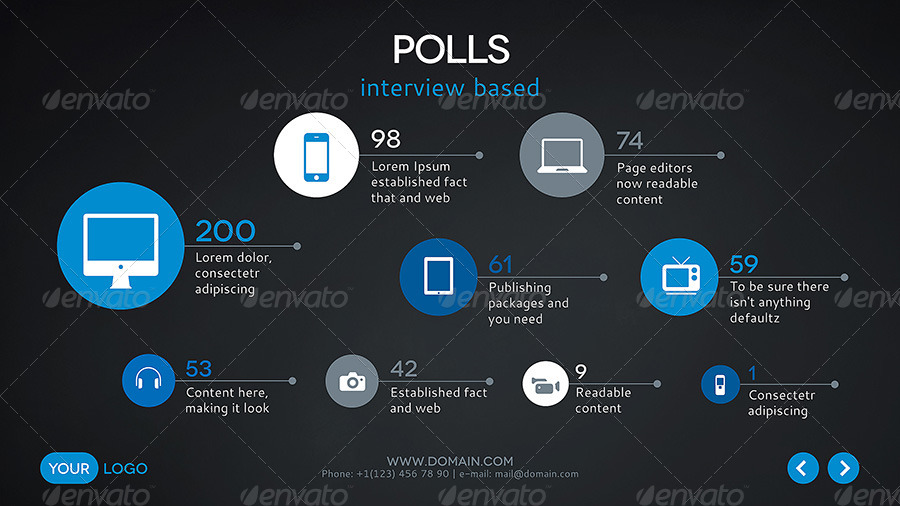 POLLS
interview based
98
Lorem Ipsum
established fact
that and web
74
Page editors
now readable
content
200
Lorem dolor,
consectetr
adipiscing
61
Publishing
packages and
you need
59
To be sure there
isn't anything
defaultz
53
Content here,
making it look
42
Established fact
and web
9
Readable
content
1
Consectetr
adipiscing
YOUR LOGO
WWW.DOMAIN.COM
Phone: +1(123) 456 78 90 | e-mail: mail@domain.com
envato envato envato envato envato
envato envato envato envato envato
envato envato envato envato envato